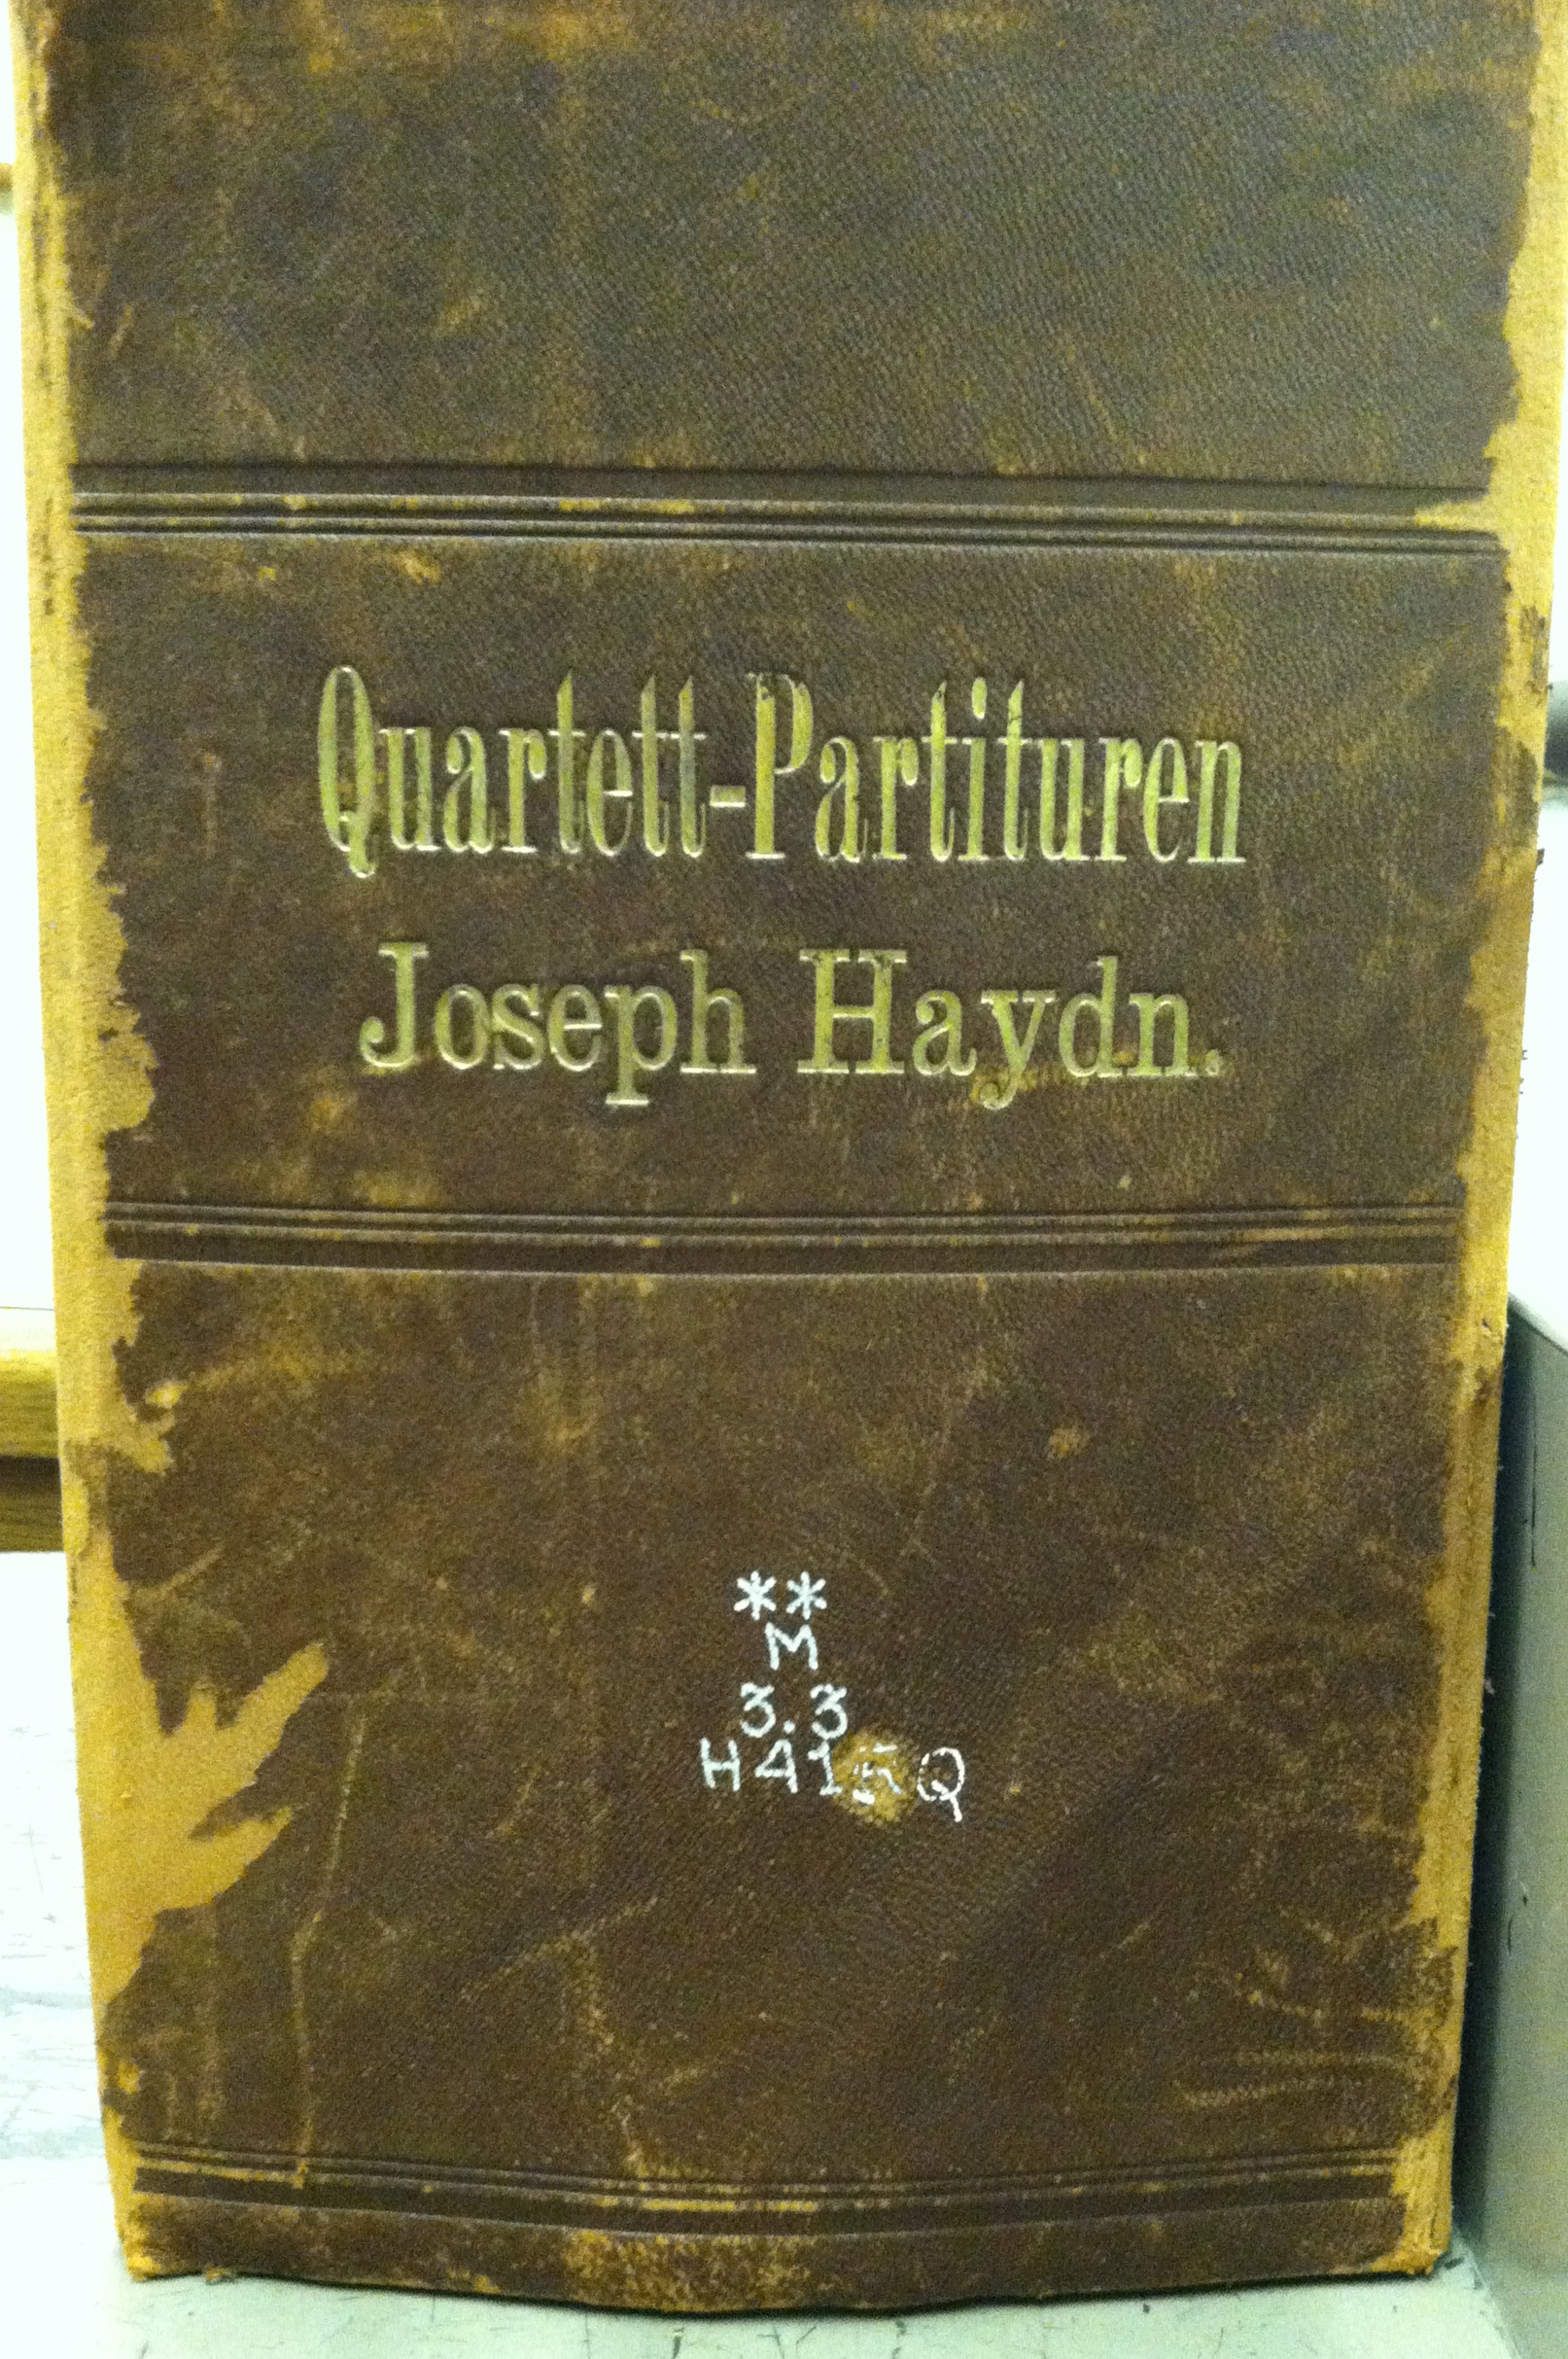 Quartett-Partituren
Joseph Haydn.
**
M
3.3